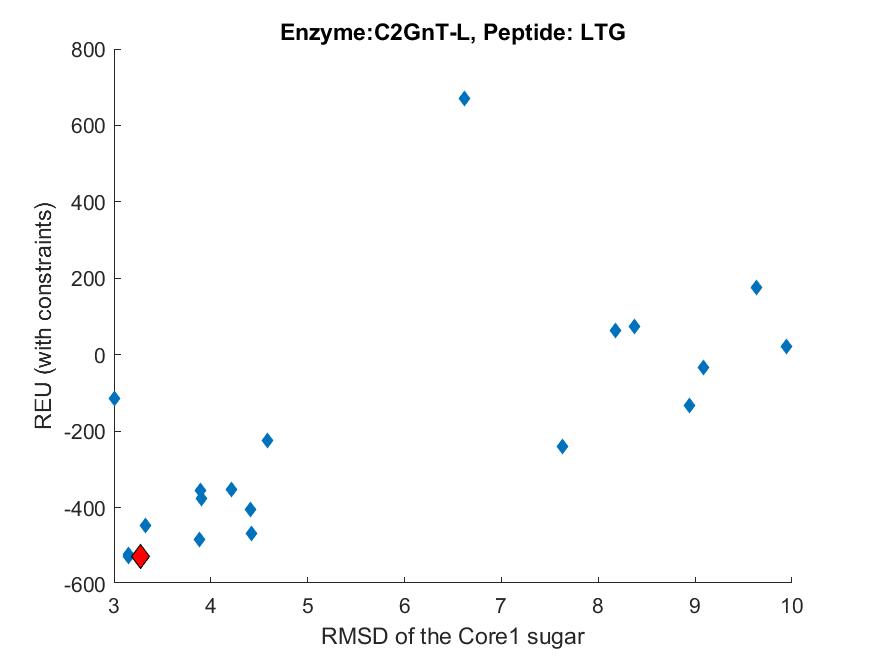 Enzyme:C2GnT-L, Peptide: LTG
800
600
400
200
0
-200
-400
-600
REU (with constraints)
3 4 5 6 7 8 9 10
RMSD of the Core1 sugar